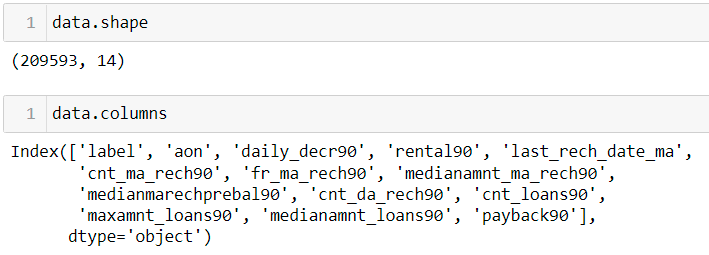 1 data.shape
(209593, 14)
1 data.columns
Index(['label', 'aon', 'daily_decr90', 'rental90', 'last_rech_date_ma',
'cnt_ma_rech90', 'fr_ma_rech90', 'medianamnt_ma_rech90',
'medianmarechprebal90', 'cnt_da_rech90', 'cnt_loans90',
'maxamnt_loans90', 'medianamnt_loans90', 'payback90'],
dtype='object')